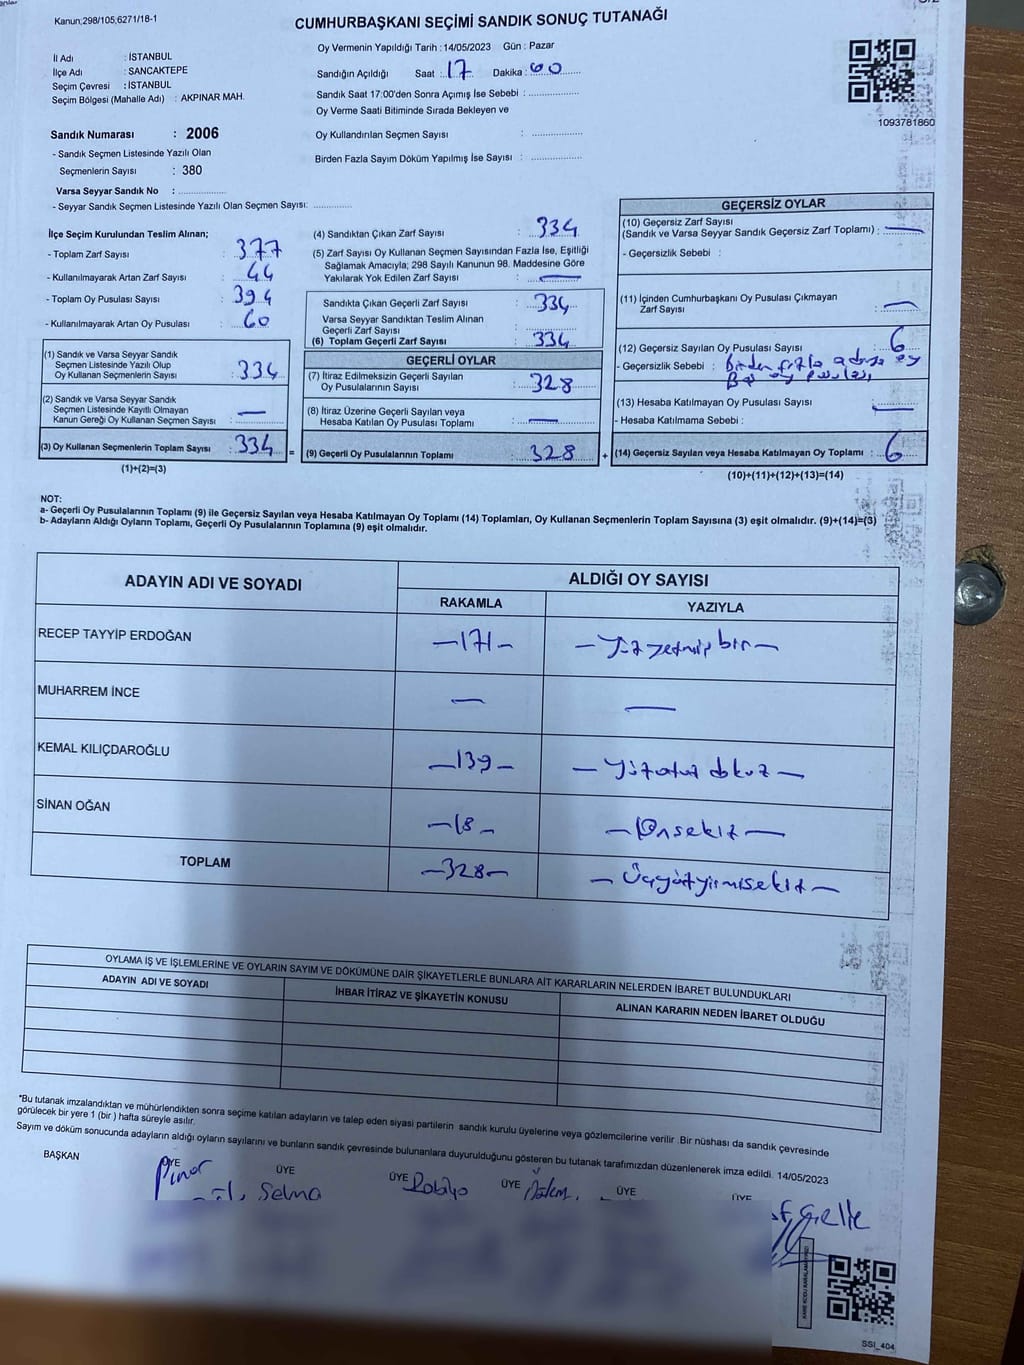 Kanun;298/105;6271/18-1
CUMHURBAŞKANI SEÇİMİ SANDIK SONUÇ TUTANAĞI
İl Adı : İSTANBUL
İlçe Adı : SANCAKTEPE
Seçim Çevresi : İSTANBUL
Seçim Bölgesi (Mahalle Adı) : AKPINAR MAH.
Sandık Numarası : 2006
- Sandık Seçmen Listesinde Yazılı Olan
Seçmenlerin Sayısı : 380
Varsa Seyyar Sandık No : ..................
- Seyyar Sandık Seçmen Listesinde Yazılı Olan Seçmen Sayısı: ..............
Oy Vermenin Yapıldığı Tarih : 14/05/2023 Gün : Pazar
Sandığın Açıldığı Saat : 17 Dakika : 00
Sandık Saat 17:00'den Sonra Açımış İse Sebebi : ..................
Oy Verme Saati Bitiminde Sırada Bekleyen ve
Oy Kullandırılan Seçmen Sayısı : ..................
Birden Fazla Sayım Döküm Yapılmış İse Sayısı : ..................
1093781860
İlçe Seçim Kurulundan Teslim Alınan;
- Toplam Zarf Sayısı : 377
- Kullanılmayarak Artan Zarf Sayısı : 44
- Toplam Oy Pusulası Sayısı : 394
- Kullanılmayarak Artan Oy Pusulası : 60
(1) Sandık ve Varsa Seyyar Sandık
Seçmen Listesinde Yazılı Olup
Oy Kullanan Seçmenlerin Sayısı : 334
(2) Sandık ve Varsa Seyyar Sandık
Seçmen Listesinde Kayıtlı Olmayan
Kanun Gereği Oy Kullanan Seçmen Sayısı : —
(3) Oy Kullanan Seçmenlerin Toplam Sayısı : 334 =
(1)+(2)=(3)
(4) Sandıktan Çıkan Zarf Sayısı : 334
(5) Zarf Sayısı Oy Kullanan Seçmen Sayısından Fazla İse, Eşitliği
Sağlamak Amacıyla; 298 Sayılı Kanunun 98. Maddesine Göre
Yakılarak Yok Edilen Zarf Sayısı : —
Sandıkta Çıkan Geçerli Zarf Sayısı : 334
Varsa Seyyar Sandıktan Teslim Alınan
Geçerli Zarf Sayısı :
(6) Toplam Geçerli Zarf Sayısı : 334
GEÇERLİ OYLAR
(7) İtiraz Edilmeksizin Geçerli Sayılan
Oy Pusulalarının Sayısı : 328
(8) İtiraz Üzerine Geçerli Sayılan veya
Hesaba Katılan Oy Pusulası Toplamı : —
(9) Geçerli Oy Pusulalarının Toplamı : 328 +
GEÇERSİZ OYLAR
(10) Geçersiz Zarf Sayısı
(Sandık ve Varsa Seyyar Sandık Geçersiz Zarf Toplamı) : —
- Geçersizlik Sebebi :
(11) İçinden Cumhurbaşkanı Oy Pusulası Çıkmayan
Zarf Sayısı : —
(12) Geçersiz Sayılan Oy Pusulası Sayısı : 6
- Geçersizlik Sebebi : birden fazla adaya oy
Boş oy pusulası
(13) Hesaba Katılmayan Oy Pusulası Sayısı : —
- Hesaba Katılmama Sebebi :
(14) Geçersiz Sayılan veya Hesaba Katılmayan Oy Toplamı : 6
(10)+(11)+(12)+(13)=(14)
NOT:
a- Geçerli Oy Pusulalarının Toplamı (9) ile Geçersiz Sayılan veya Hesaba Katılmayan Oy Toplamı (14) Toplamları, Oy Kullanan Seçmenlerin Toplam Sayısına (3) eşit olmalıdır. (9)+(14)=(3)
b- Adayların Aldığı Oyların Toplamı, Geçerli Oy Pusulalarının Toplamına (9) eşit olmalıdır.
ADAYIN ADI VE SOYADI ALDIĞI OY SAYISI
RAKAMLA YAZIYLA
RECEP TAYYİP ERDOĞAN —171— —Yüzyetmişbir—
MUHARREM İNCE — —
KEMAL KILIÇDAROĞLU —139— —Yüzotuz dokuz—
SİNAN OĞAN —18— —Onsekiz—
TOPLAM —328— —Üçyüzyirmisekiz—
OYLAMA İŞ VE İŞLEMLERİNE VE OYLARIN SAYIM VE DÖKÜMÜNE DAİR ŞİKAYETLERLE BUNLARA AİT KARARLARIN NELERDEN İBARET BULUNDUKLARI
ADAYIN ADI VE SOYADI İHBAR İTİRAZ VE ŞİKAYETİN KONUSU ALINAN KARARIN NEDEN İBARET OLDUĞU
*Bu tutanak imzalandıktan ve mühürlendikten sonra seçime katılan adayların ve talep eden siyasi partilerin sandık kurulu üyelerine veya gözlemcilerine verilir .Bir nüshası da sandık çevresinde
görülecek bir yere 1 (bir ) hafta süreyle asılır.
Sayım ve döküm sonucunda adayların aldığı oyların sayılarını ve bunların sandık çevresinde bulunanlara duyurulduğunu gösteren bu tutanak tarafımızdan düzenlenerek imza edildi. 14/05/2023
BAŞKAN ÜYE ÜYE ÜYE ÜYE ÜYE ÜYE
Pınar Selma Rabiya Özlem
SSI_404